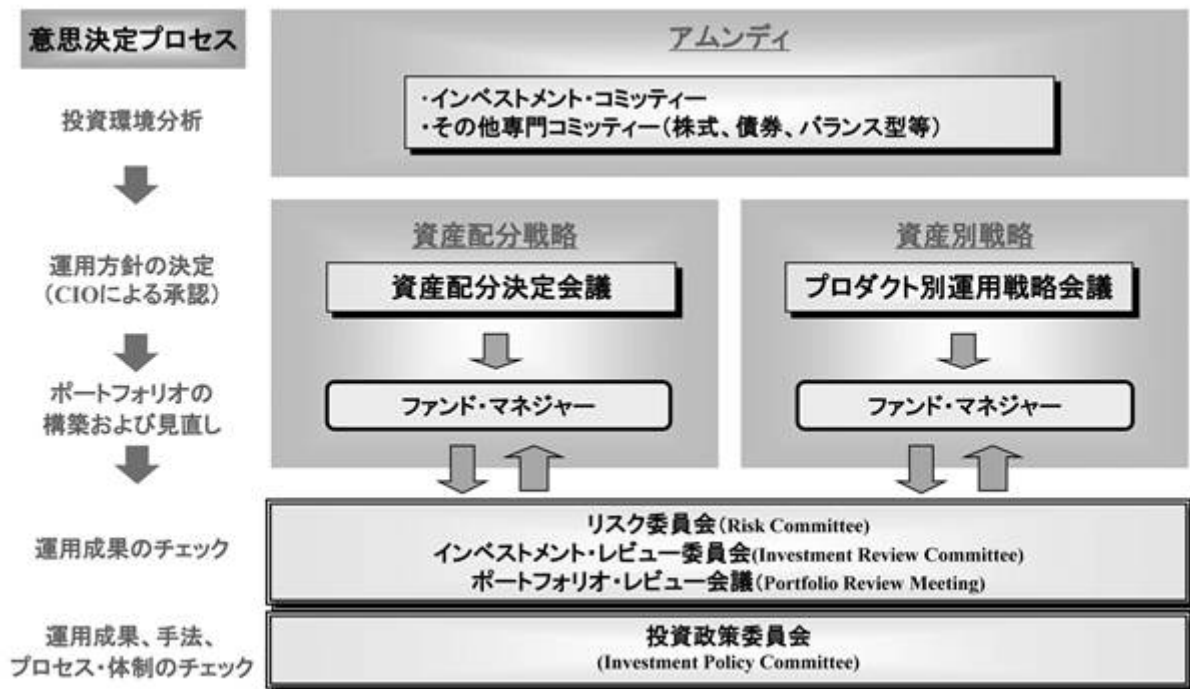 意思決定プロセス
アムンディ
投資環境分析
・インベストメント・コミッティー
・その他専門コミッティー(株式、債券、バランス型等)
運用方針の決定
(CIOによる承認)
資産配分戦略
資産配分決定会議
資産別戦略
プロダクト別運用戦略会議
ポートフォリオの
構築および見直し
ファンド・マネジャー
ファンド・マネジャー
運用成果のチェック
リスク委員会(Risk Committee)
インベストメント・レビュー委員会(Investment Review Committee)
ポートフォリオ・レビュー会議(Portfolio Review Meeting)
運用成果、手法、
プロセス・体制のチェック
投資政策委員会
(Investment Policy Committee)